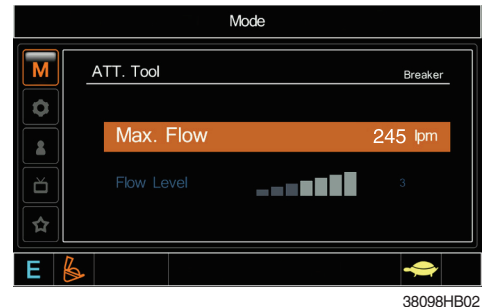 Mode
M
ATT. Tool Breaker
Max. Flow 245 lpm
Flow Level 3
E
38098HB02